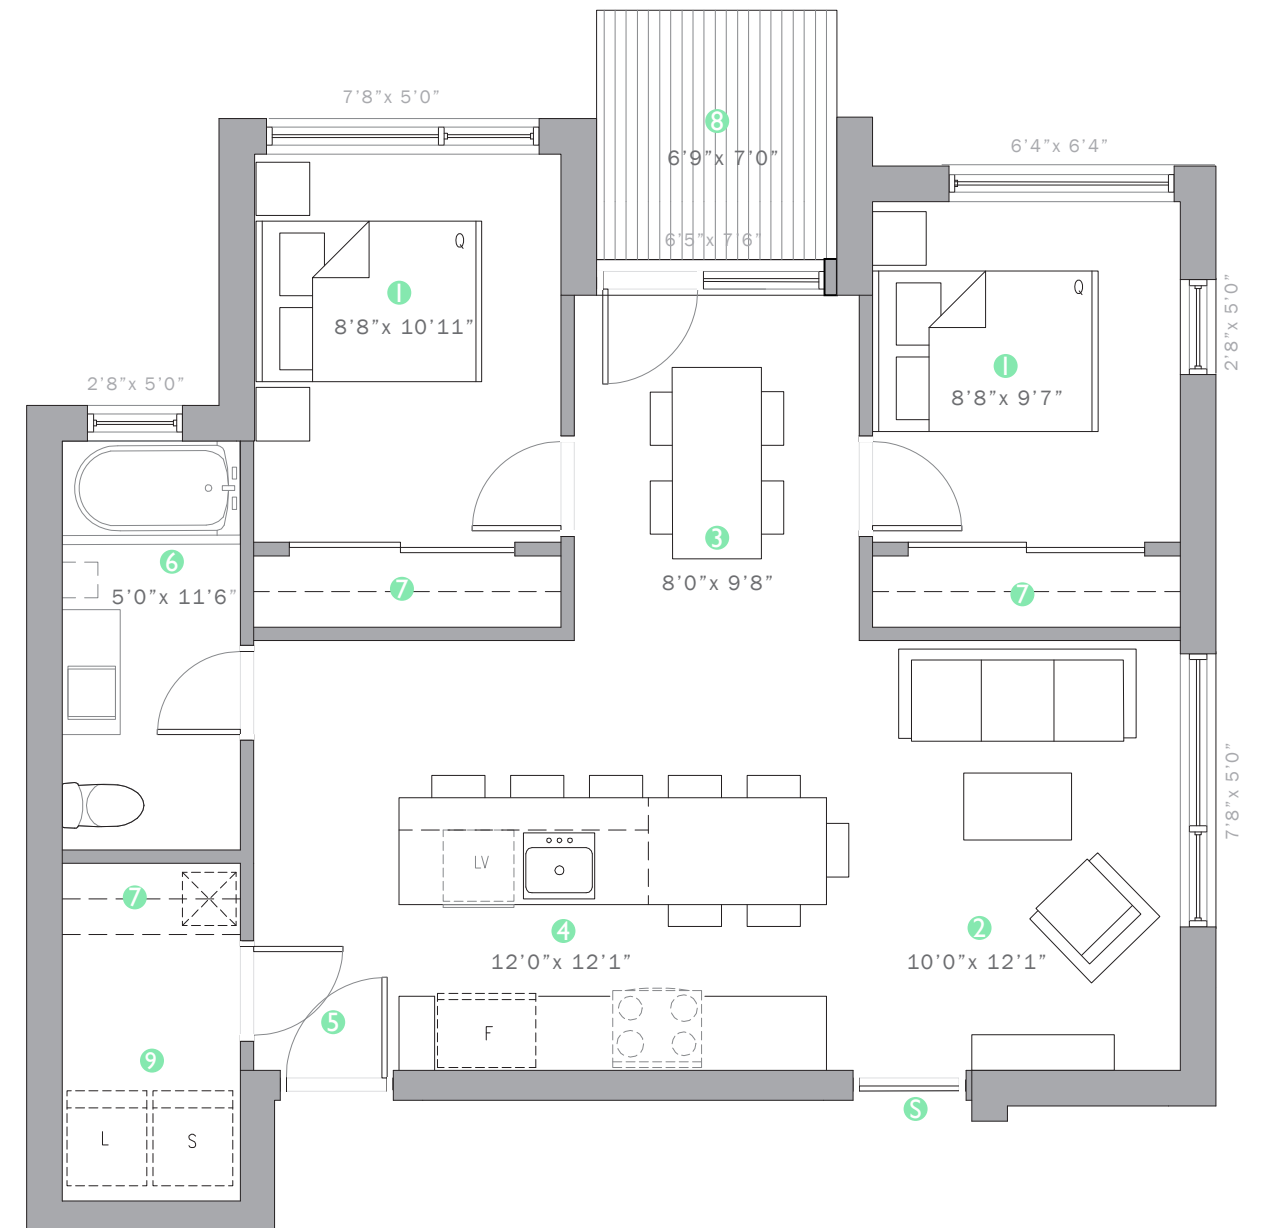 7'8"x 5'0"
8
6'9"x 7'0"
6'4"x 6'4"
6'5"x 7'6"
Q
1
8'8"x 10'11"
Q
1
8'8"x 9'7"
2'8"x 5'0"
2'8"x 5'0"
6
5'0"x 11'6"
7
3
8'0"x 9'8"
7
7'8"x 5'0"
LV
7
4
12'0"x 12'1"
2
10'0"x 12'1"
5
F
9
L
S
S